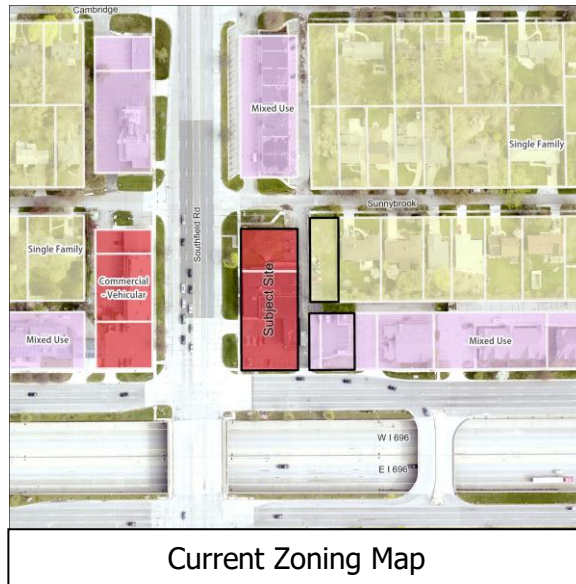 Cambridge
Mixed Use
Single Family
Sunnybrook
Southfield Rd
Single Family
Commercial
- Vehicular
Subject Site
Mixed Use
Mixed Use
W I 696
E I 696
Current Zoning Map